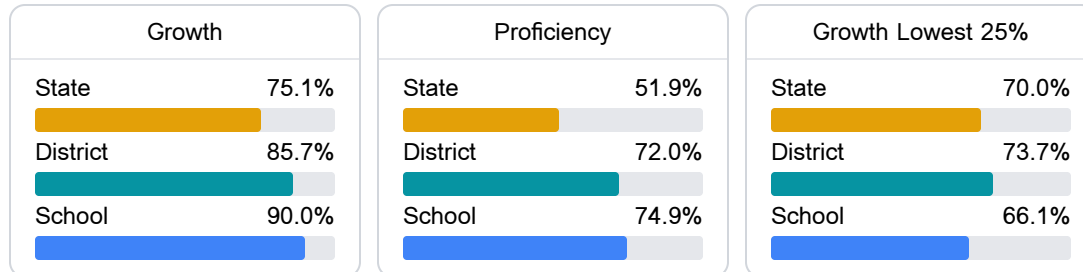 Growth
State 75.1%
District 85.7%
School 90.0%
Proficiency
State 51.9%
District 72.0%
School 74.9%
Growth Lowest 25%
State 70.0%
District 73.7%
School 66.1%